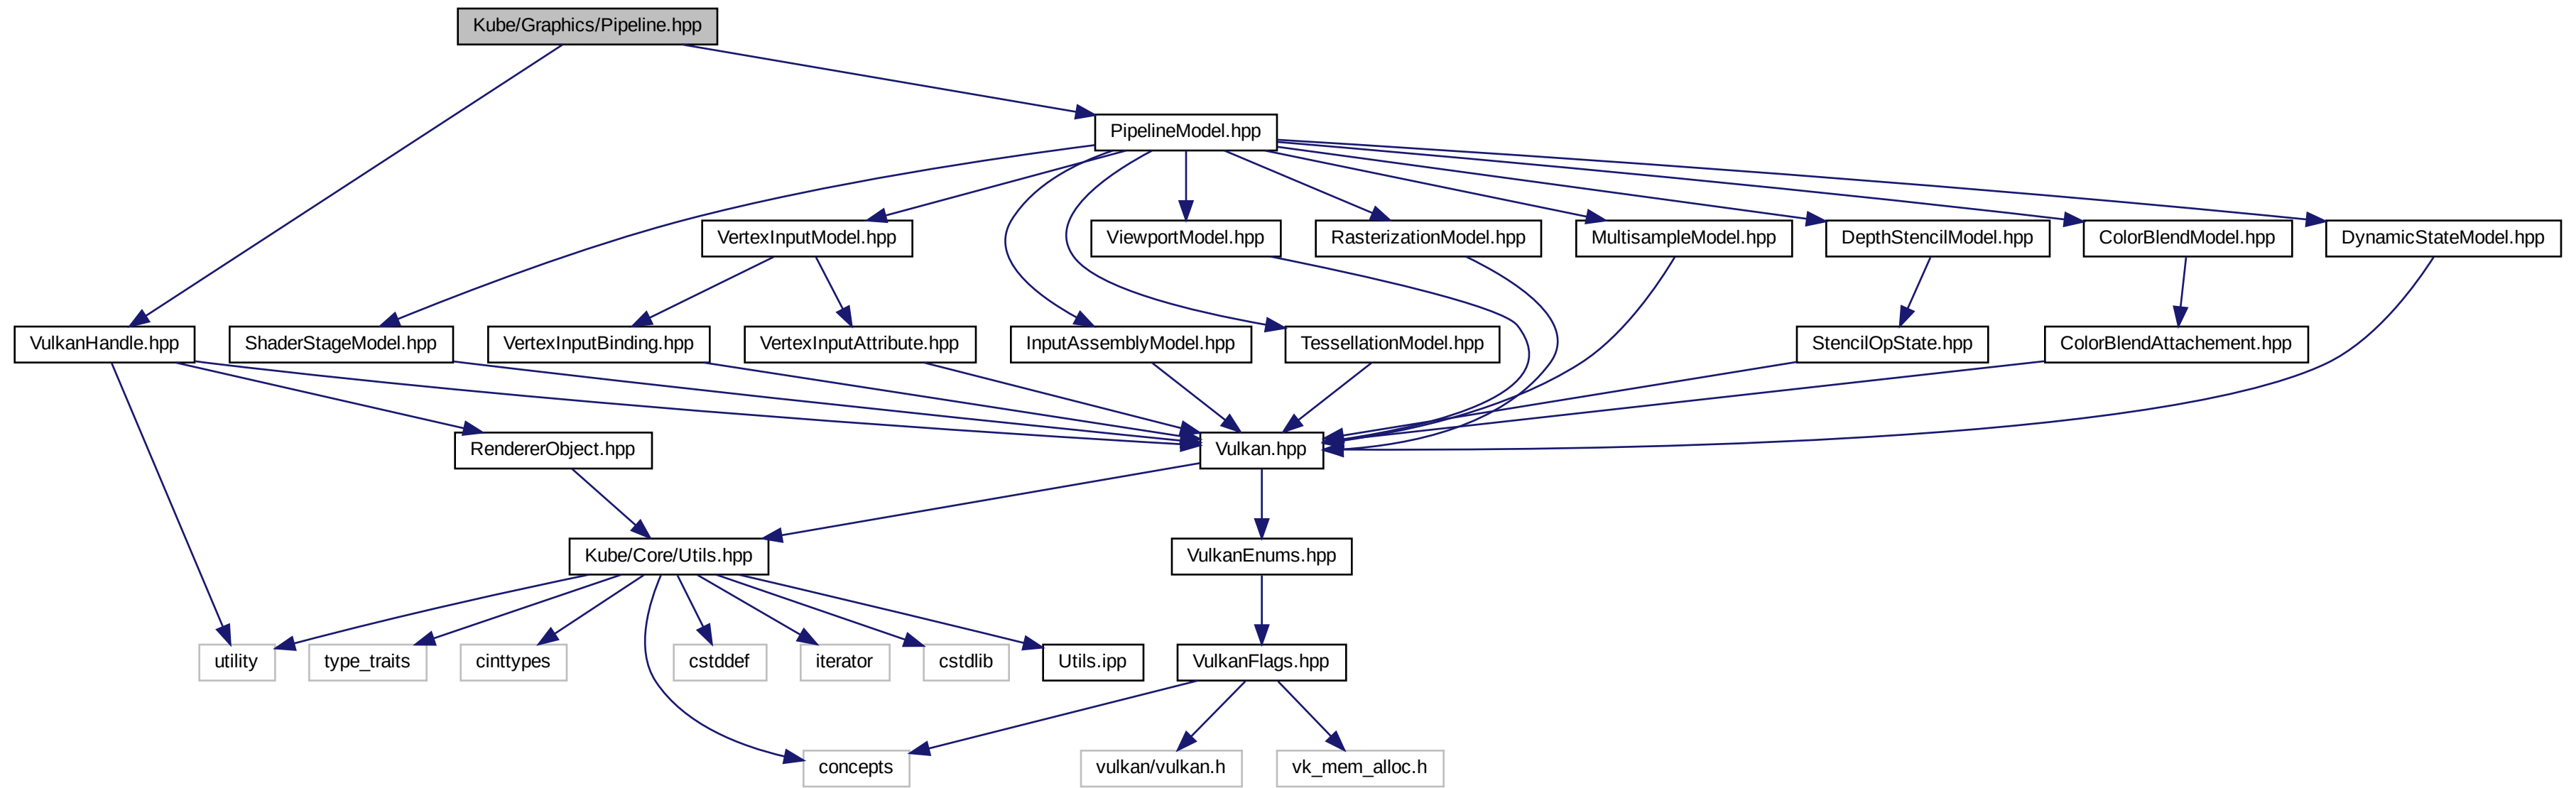 Kube/Graphics/Pipeline.hpp
PipelineModel.hpp
VertexInputModel.hpp
ViewportModel.hpp
RasterizationModel.hpp
MultisampleModel.hpp
DepthStencilModel.hpp
ColorBlendModel.hpp
DynamicStateModel.hpp
VulkanHandle.hpp
ShaderStageModel.hpp
VertexInputBinding.hpp
VertexInputAttribute.hpp
InputAssemblyModel.hpp
TessellationModel.hpp
StencilOpState.hpp
ColorBlendAttachement.hpp
RendererObject.hpp
Vulkan.hpp
Kube/Core/Utils.hpp
VulkanEnums.hpp
utility
type_traits
cinttypes
cstddef
iterator
cstdlib
Utils.ipp
VulkanFlags.hpp
concepts
vulkan/vulkan.h
vk_mem_alloc.h